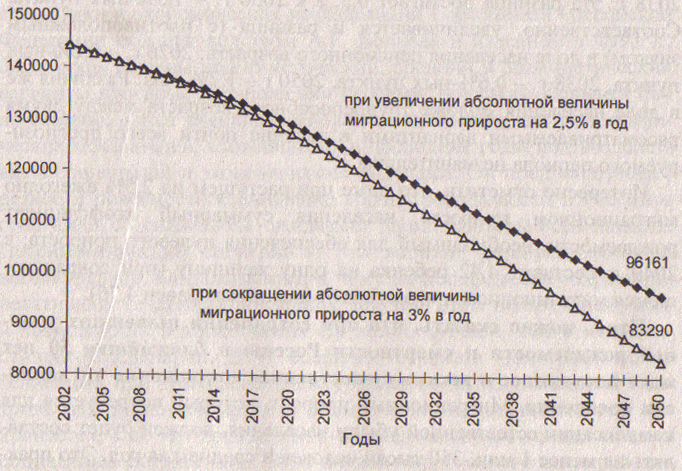 150000
140000
130000
120000
110000
100000
90000
80000
при увеличении абсолютной величины
миграционного прироста на 2,5% в год
96161
при сокращении абсолютной величины
миграционного прироста на 3% в год
83290
2002 2005 2008 2011 2014 2017 2020 2023 2026 2029 2032 2035 2038 2041 2044 2047 2050
Годы